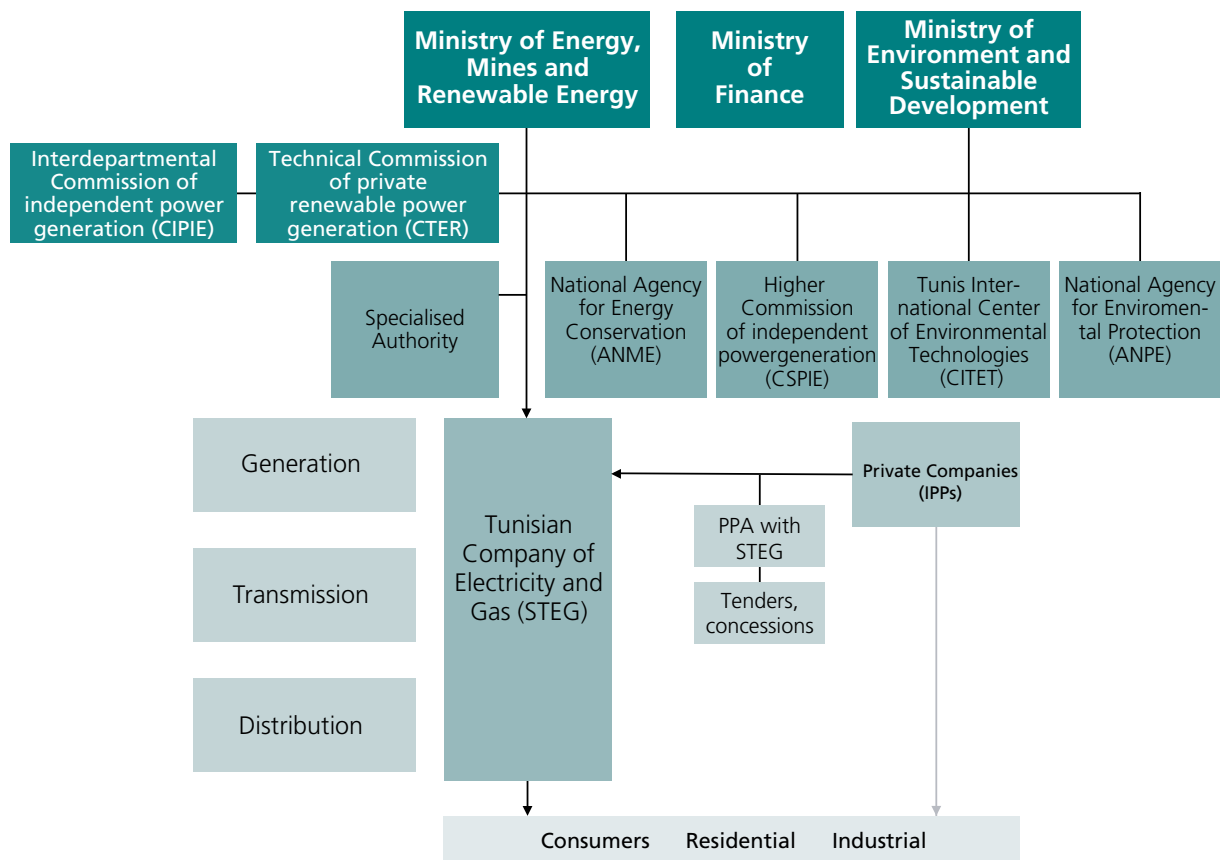 Ministry of Energy,
Mines and
Renewable Energy
Ministry
of
Finance
Ministry of
Environment and
Sustainable
Development
Interdepartmental
Commission of
independent power
generation (CIPIE)
Technical Commission
of private
renewable power
generation (CTER)
Specialised
Authority
National Agency
for Energy
Conservation
(ANME)
Higher
Commission
of independent
powergeneration
(CSPIE)
Tunis Inter-
national Center
of Environmental
Technologies
(CITET)
National Agency
for Enviromen-
tal Protection
(ANPE)
Generation
Transmission
Distribution
Tunisian
Company of
Electricity and
Gas (STEG)
PPA with
STEG
Tenders,
concessions
Private Companies
(IPPs)
Consumers Residential Industrial